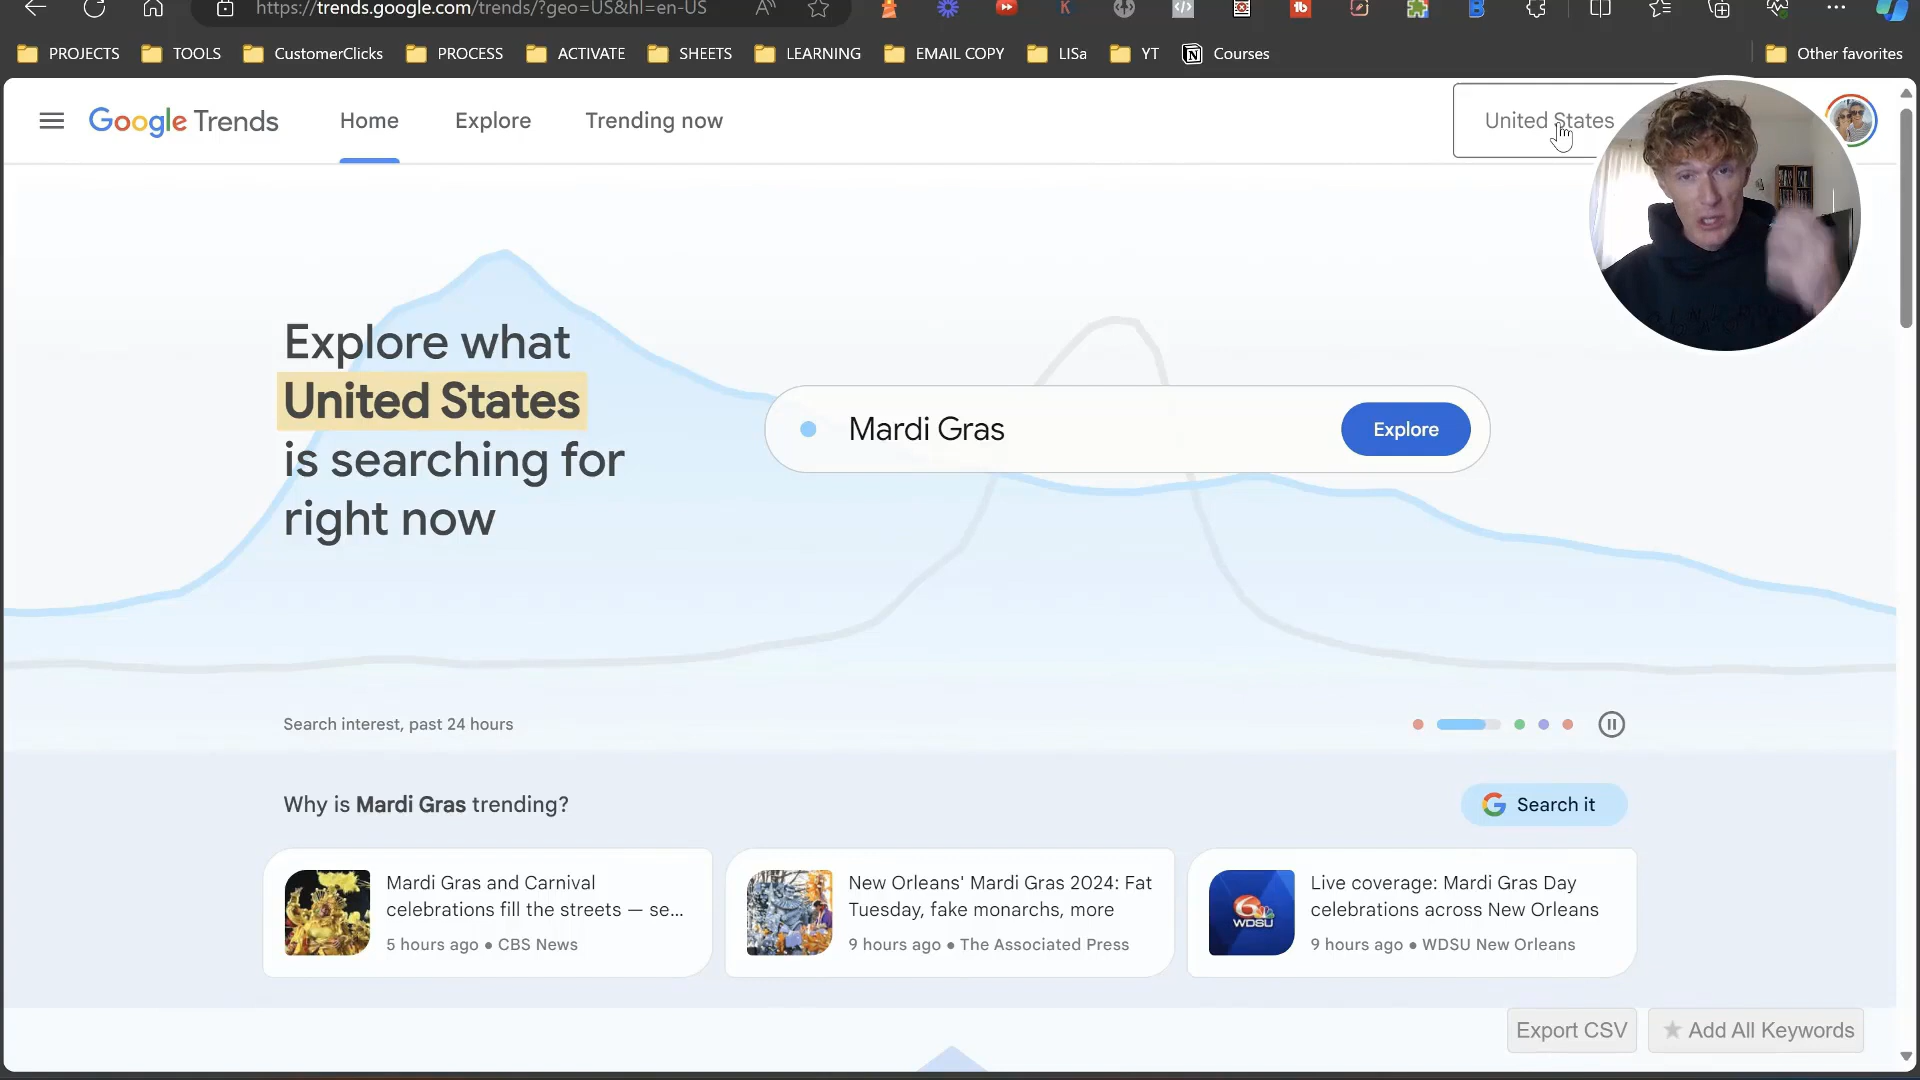 https://trends.google.com/trends/?geo=US&hl=en-US
PROJECTS TOOLS CustomerClicks PROCESS ACTIVATE SHEETS LEARNING EMAIL COPY LISa YT Courses Other favorites
Google Trends Home Explore Trending now United States
Explore what
United States
is searching for
right now
Mardi Gras Explore
Search interest, past 24 hours
Why is Mardi Gras trending? Search it
Mardi Gras and Carnival
celebrations fill the streets — se...
5 hours ago • CBS News
New Orleans' Mardi Gras 2024: Fat
Tuesday, fake monarchs, more
9 hours ago • The Associated Press
6 WDSU
Live coverage: Mardi Gras Day
celebrations across New Orleans
9 hours ago • WDSU New Orleans
Export CSV ★ Add All Keywords